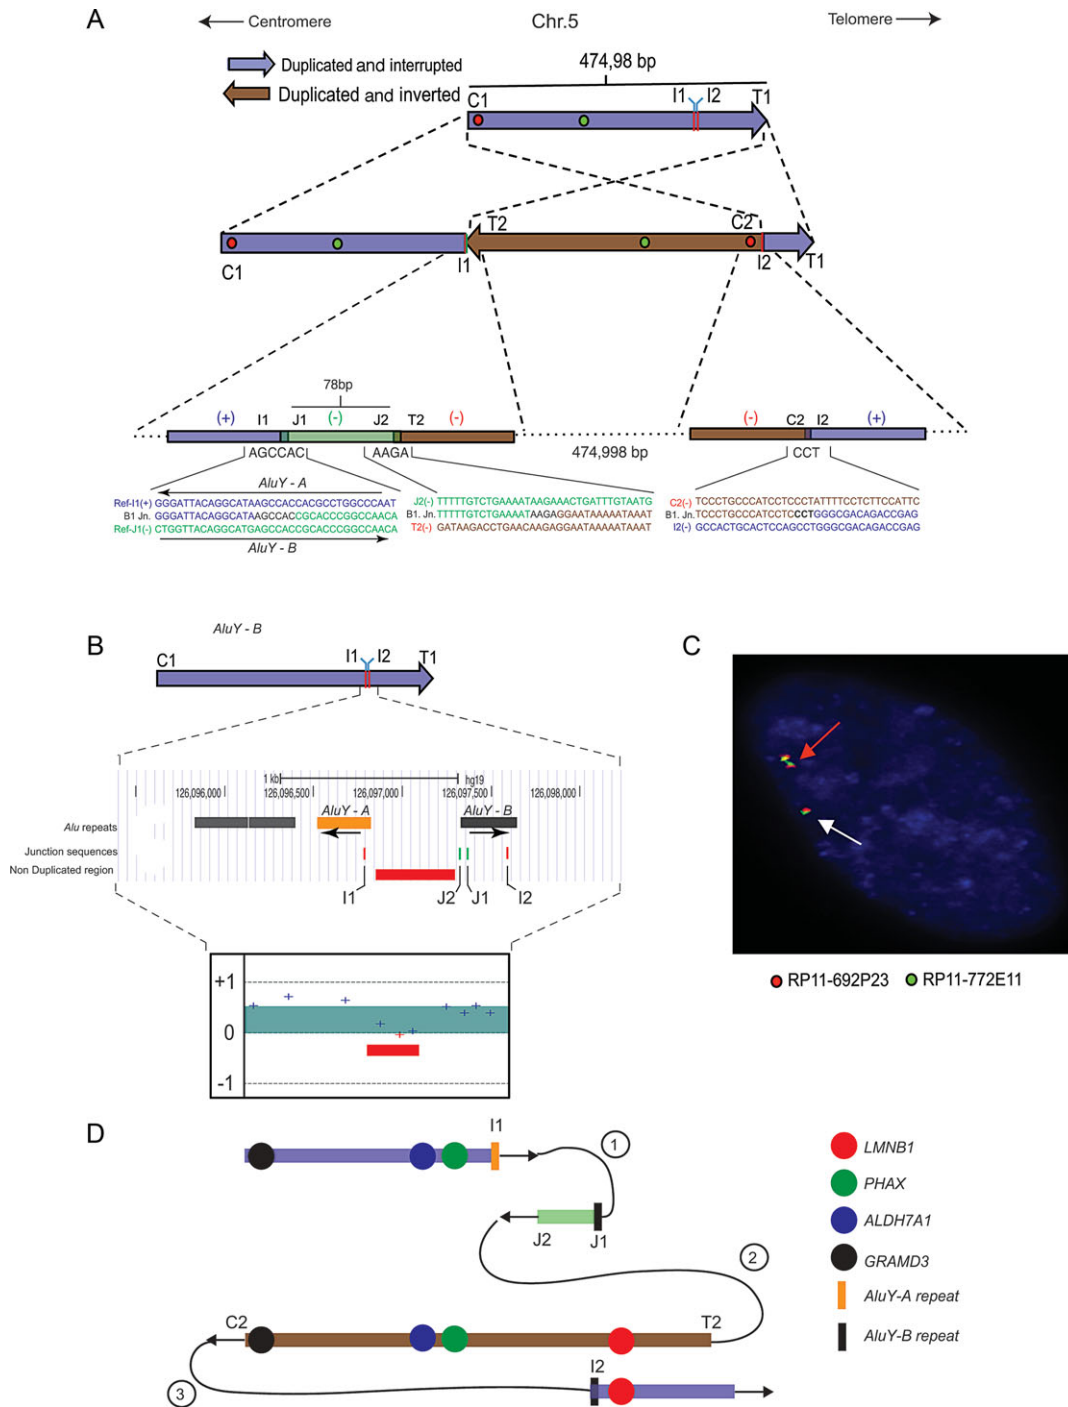 A
Centromere
Chr.5
Telomere
Duplicated and interrupted
Duplicated and inverted
474,98 bp
C1
I1
I2
T1
T2
C2
C1
I1
I2
T1
78bp
(+)
I1
J1
(-)
J2
T2
(-)
(-)
C2
I2
(+)
AGCCAC
AAGA
474,998 bp
CCT
AluY - A
Ref-I1(+) GGGATTACAGGCATAAGCCACCACGCCTGGCCCAAT
B1 Jn. GGGATTACAGGCATAAGCCACCGCACCCGGCCAACA
Ref-J1(-) CTGGTTACAGGCATGAGCCACCGCACCCGGCCAACA
AluY - B
J2(-) TTTTTGTCTGAAAATAAGAAACTGATTTGTAATG
B1. Jn. TTTTTGTCTGAAAATAAGAGGAATAAAAATAAAT
T2(-) GATAAGACCTGAACAAGAGGAATAAAAATAAAT
C2(-) TCCCTGCCCATCCTCCCTATTTTCCTCTTCCATTC
B1. Jn. TCCCTGCCCATCCTCCCTGGGCGACAGACCGAG
I2(-) GCCACTGCACTCCAGCCTGGGCGACAGACCGAG
B
AluY - B
C1
I1
I2
T1
1 kb
hg19
126,096,000
126,096,500
126,097,000
126,097,500
126,098,000
Alu repeats
AluY - A
AluY - B
Junction sequences
Non Duplicated region
I1
J2
J1
I2
+1
0
-1
C
RP11-692P23
RP11-772E11
D
I1
1
J2
J1
2
C2
T2
I2
3
LMNB1
PHAX
ALDH7A1
GRAMD3
AluY-A repeat
AluY-B repeat